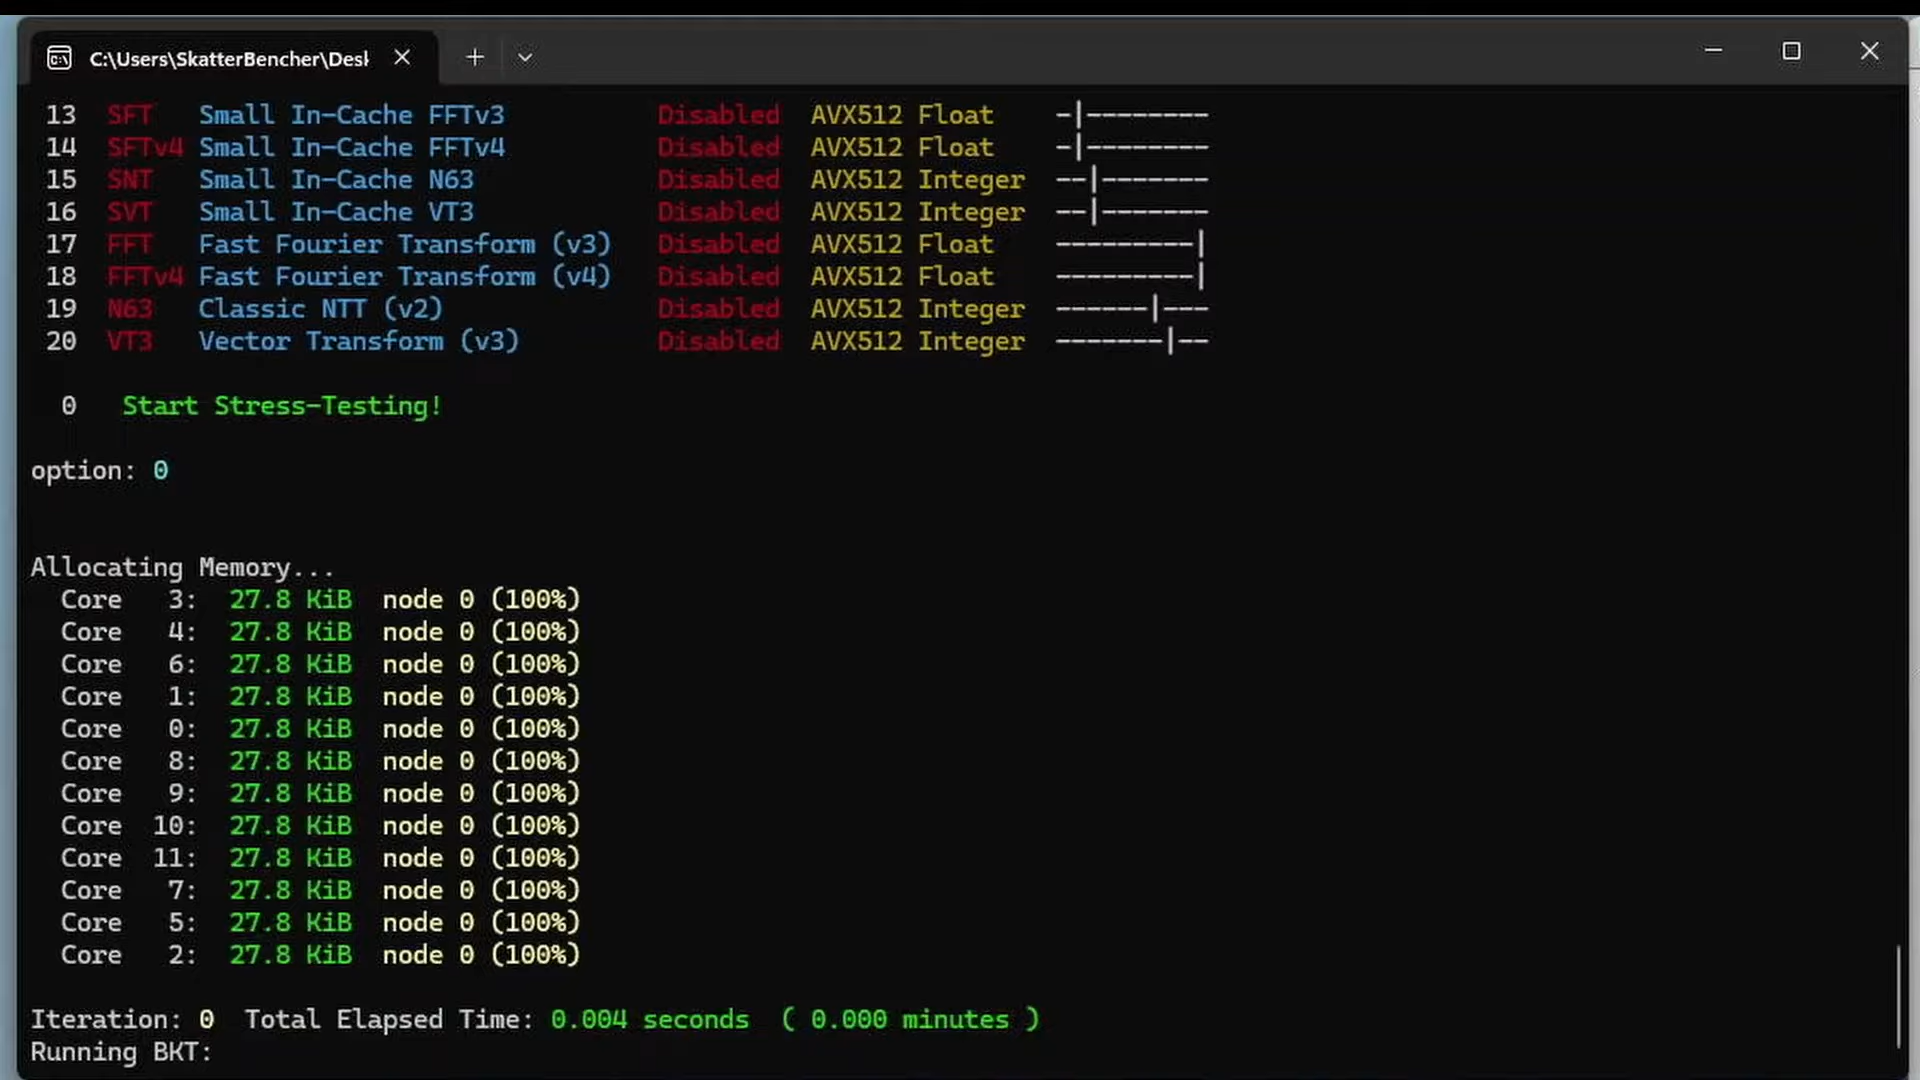 C:\Users\SkatterBencher\Desl
13 SFT Small In-Cache FFTv3 Disabled AVX512 Float -|--------
14 SFTv4 Small In-Cache FFTv4 Disabled AVX512 Float -|--------
15 SNT Small In-Cache N63 Disabled AVX512 Integer --|-------
16 SVT Small In-Cache VT3 Disabled AVX512 Integer --|-------
17 FFT Fast Fourier Transform (v3) Disabled AVX512 Float ---------|
18 FFTv4 Fast Fourier Transform (v4) Disabled AVX512 Float ---------|
19 N63 Classic NTT (v2) Disabled AVX512 Integer ------|---
20 VT3 Vector Transform (v3) Disabled AVX512 Integer -------|--
0 Start Stress-Testing!
option: 0
Allocating Memory...
Core 3: 27.8 KiB node 0 (100%)
Core 4: 27.8 KiB node 0 (100%)
Core 6: 27.8 KiB node 0 (100%)
Core 1: 27.8 KiB node 0 (100%)
Core 0: 27.8 KiB node 0 (100%)
Core 8: 27.8 KiB node 0 (100%)
Core 9: 27.8 KiB node 0 (100%)
Core 10: 27.8 KiB node 0 (100%)
Core 11: 27.8 KiB node 0 (100%)
Core 7: 27.8 KiB node 0 (100%)
Core 5: 27.8 KiB node 0 (100%)
Core 2: 27.8 KiB node 0 (100%)
Iteration: 0 Total Elapsed Time: 0.004 seconds ( 0.000 minutes )
Running BKT: